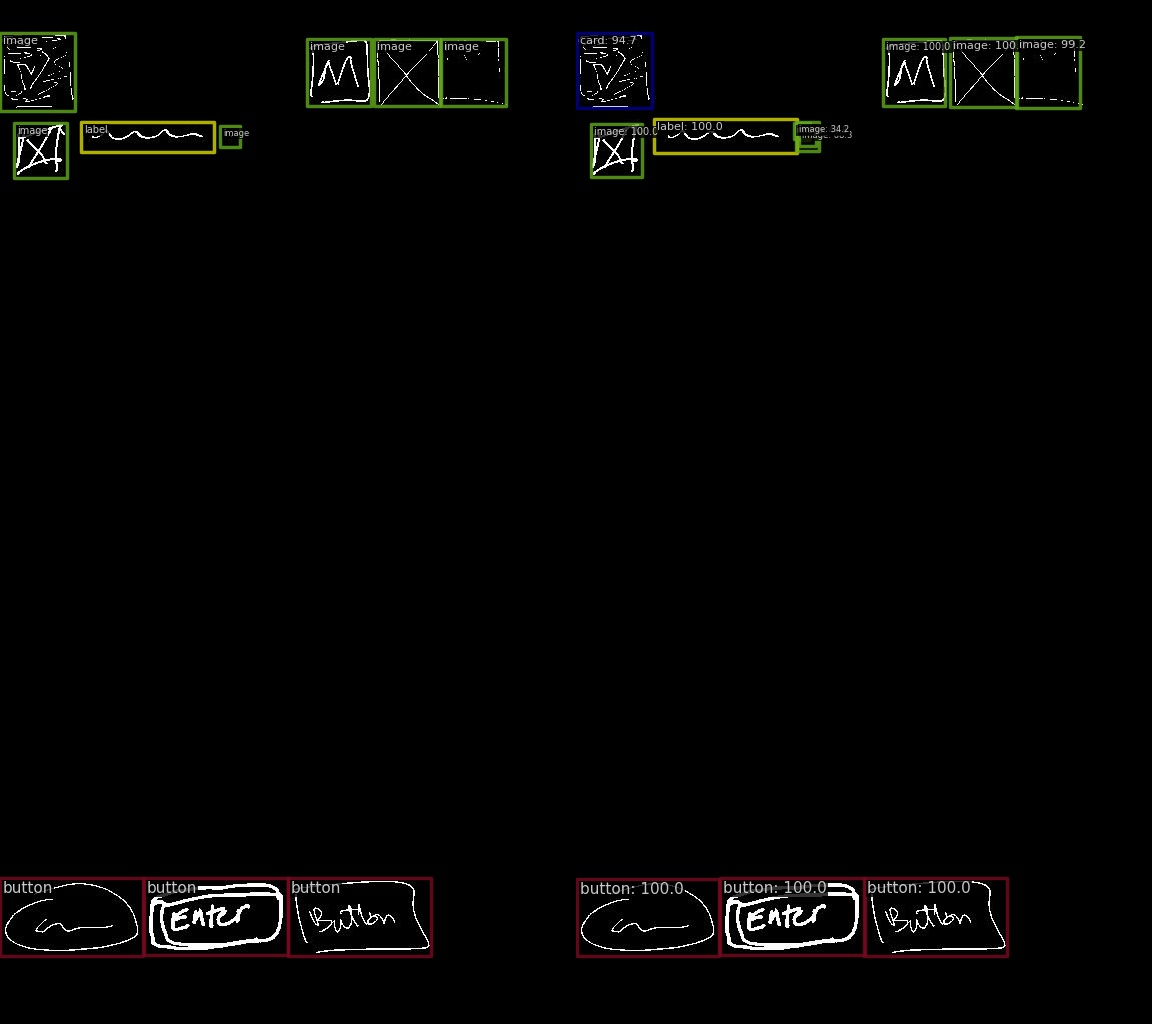 image image image image card: 94.7 image: 100.0 image: 100. image: 99.2
M M
image label image image: 100.0 label: 100.0 image: 34.2
button button button button: 100.0 button: 100.0 button: 100.0
Enter Button Enter Button